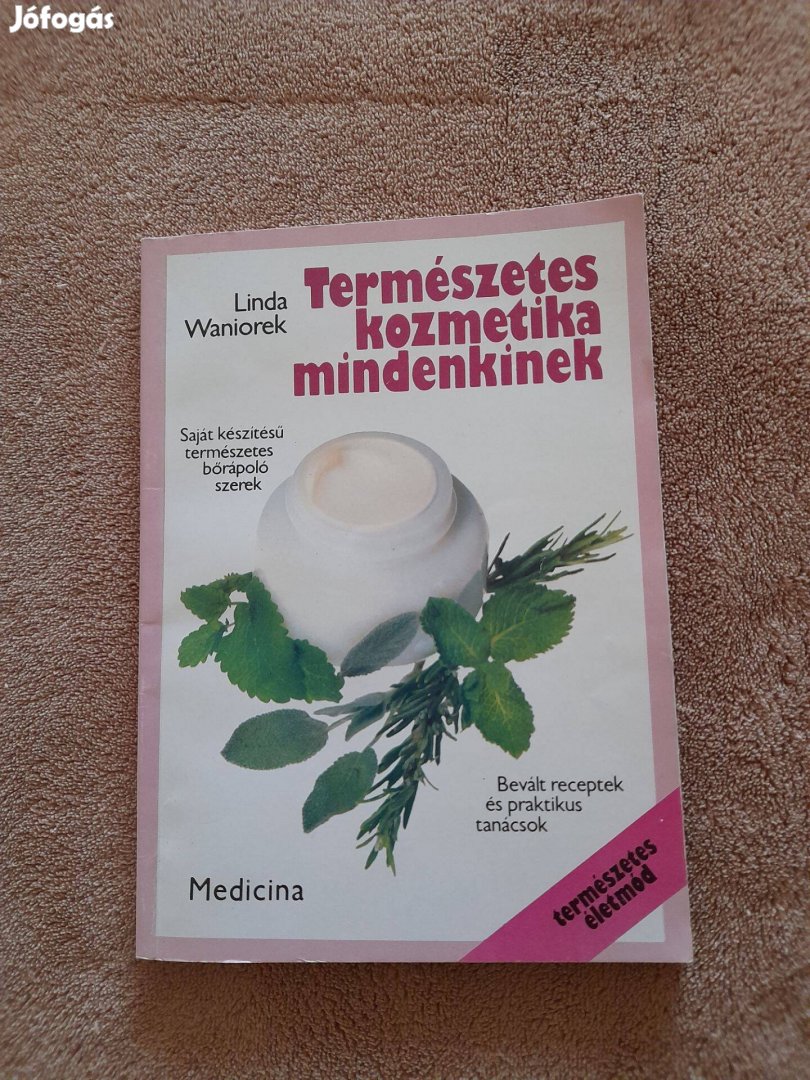 Jófogás
Linda
Waniorek
Természetes
kozmetika
mindenkinek
Saját készítésű
természetes
bőrápoló
szerek
Bevált receptek
és praktikus
tanácsok
Medicina
természetes
életmód